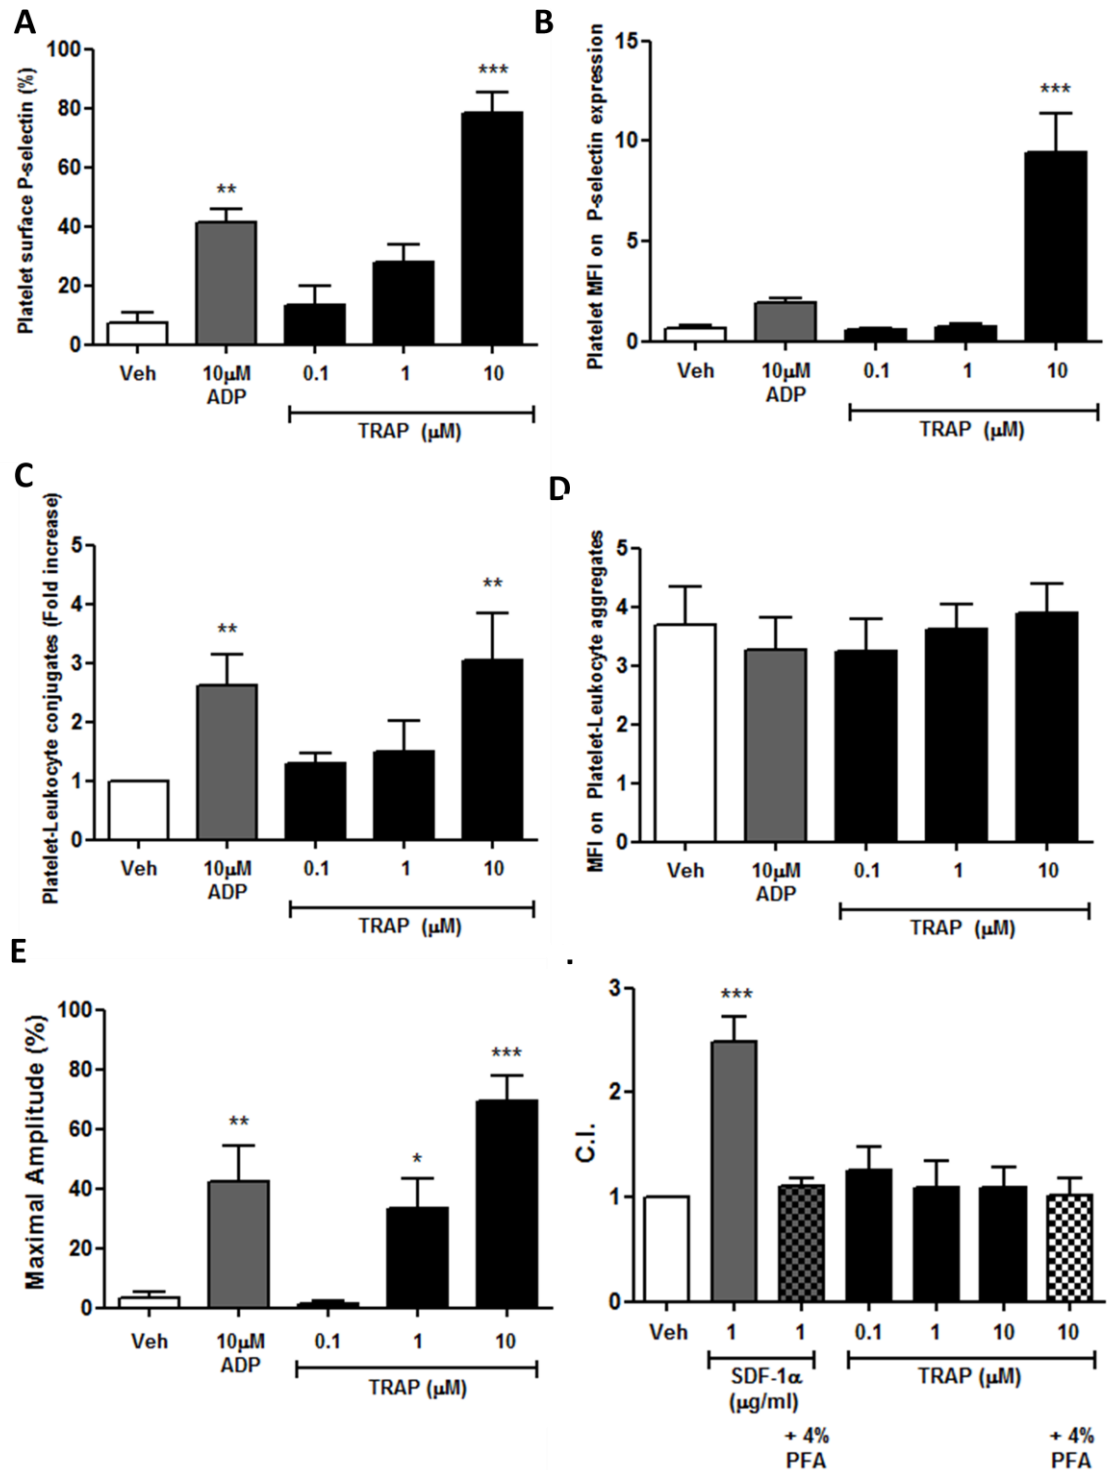 A
Platelet surface P-selectin (%)
100
80
60
40
20
0
**
***
Veh
10μM
ADP
0.1
1
10
TRAP (μM)
B
Platelet MFI on P-selectin expression
15
10
5
0
***
Veh
10μM
ADP
0.1
1
10
TRAP (μM)
C
Platelet-Leukocyte conjugates (Fold increase)
5
4
3
2
1
0
**
**
Veh
10μM
ADP
0.1
1
10
TRAP (μM)
D
MFI on Platelet-Leukocyte aggregates
5
4
3
2
1
0
Veh
10μM
ADP
0.1
1
10
TRAP (μM)
E
Maximal Amplitude (%)
100
80
60
40
20
0
**
*
***
Veh
10μM
ADP
0.1
1
10
TRAP (μM)
C.I.
3
2
1
0
***
Veh
1
1
0.1
1
10
10
SDF-1α
(μg/ml)
TRAP (μM)
+ 4%
PFA
+ 4%
PFA